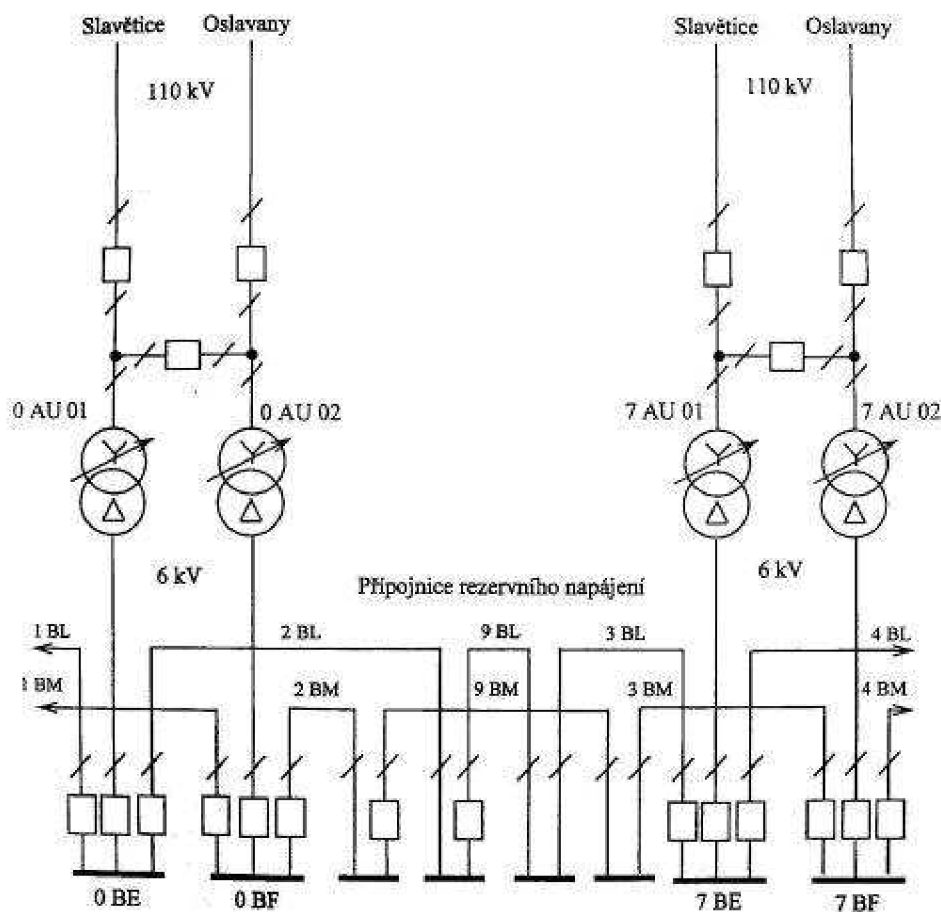 Slavětice Oslavany Slavětice Oslavany
110 kV 110 kV
0 AU 01 0 AU 02 7 AU 01 7 AU 02
6 kV 6 kV
Přípojnice rezervního napájení
1 BL 2 BL 9 BL 3 BL 4 BL
1 BM 2 BM 9 BM 3 BM 4 BM
0 BE 0 BF 7 BE 7 BF